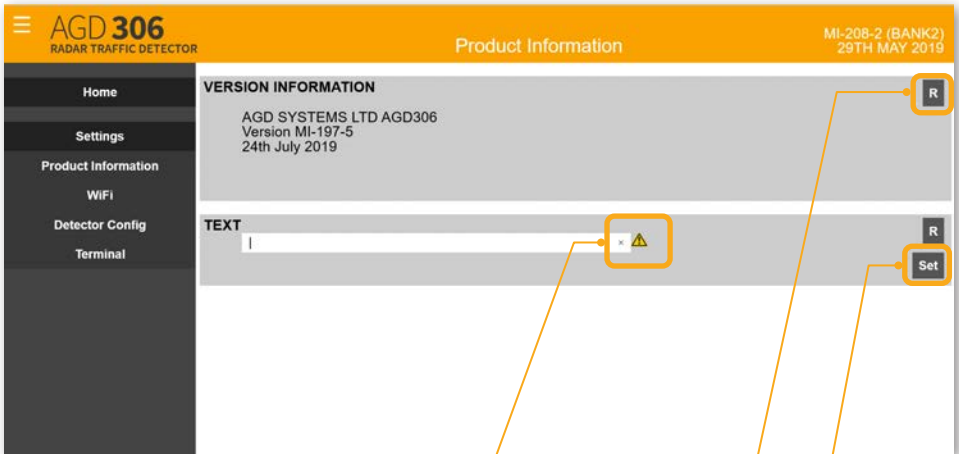 ☰ AGD 306
RADAR TRAFFIC DETECTOR
Product Information
MI-208-2 (BANK2)
29TH MAY 2019
Home
Settings
Product Information
WiFi
Detector Config
Terminal
VERSION INFORMATION
R
AGD SYSTEMS LTD AGD306
Version MI-197-5
24th July 2019
TEXT
R
×
Set